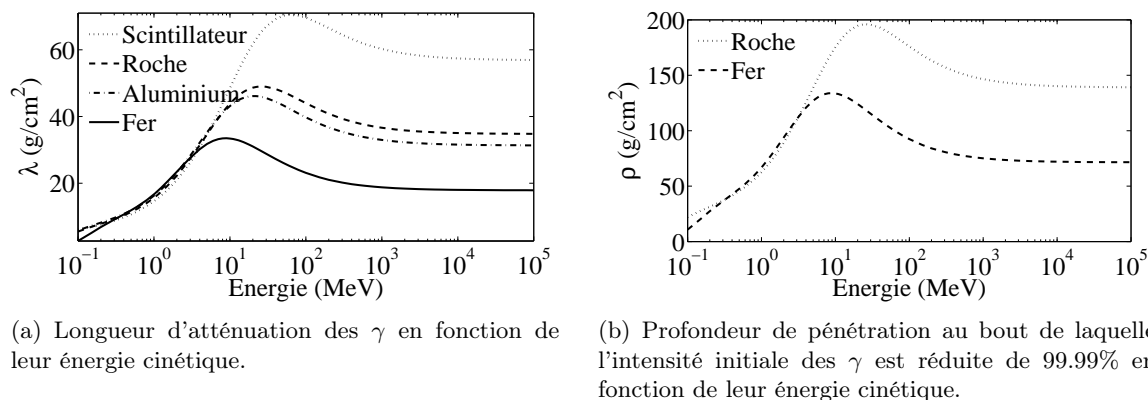 60
40
20
λ (g/cm²)
Scintillateur
Roche
Aluminium
Fer
10⁻¹ 10⁰ 10¹ 10² 10³ 10⁴ 10⁵
Energie (MeV)
(a) Longueur d'atténuation des γ en fonction de
leur énergie cinétique.
200
150
100
50
0
ρ (g/cm²)
Roche
Fer
10⁻¹ 10⁰ 10¹ 10² 10³ 10⁴ 10⁵
Energie (MeV)
(b) Profondeur de pénétration au bout de laquelle
l'intensité initiale des γ est réduite de 99.99% en
fonction de leur énergie cinétique.